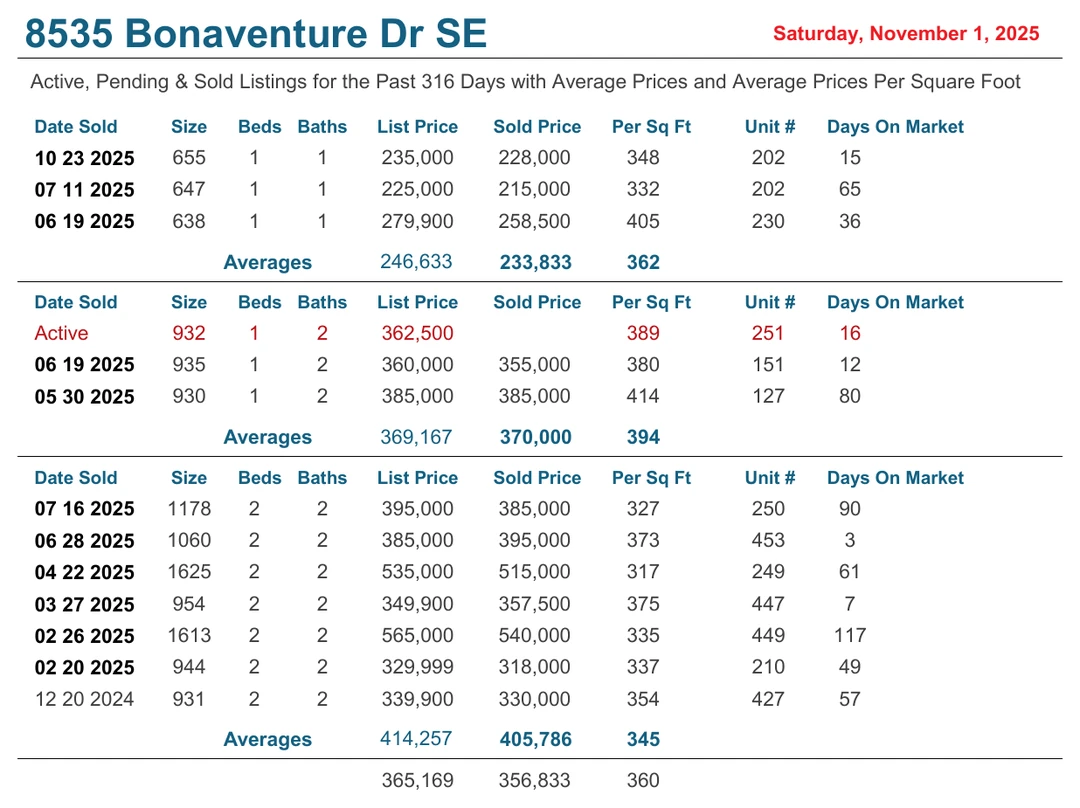 8535 Bonaventure Dr SE Saturday, November 1, 2025
Active, Pending & Sold Listings for the Past 316 Days with Average Prices and Average Prices Per Square Foot
Date Sold Size Beds Baths List Price Sold Price Per Sq Ft Unit # Days On Market
10 23 2025 655 1 1 235,000 228,000 348 202 15
07 11 2025 647 1 1 225,000 215,000 332 202 65
06 19 2025 638 1 1 279,900 258,500 405 230 36
Averages 246,633 233,833 362
Date Sold Size Beds Baths List Price Sold Price Per Sq Ft Unit # Days On Market
Active 932 1 2 362,500 389 251 16
06 19 2025 935 1 2 360,000 355,000 380 151 12
05 30 2025 930 1 2 385,000 385,000 414 127 80
Averages 369,167 370,000 394
Date Sold Size Beds Baths List Price Sold Price Per Sq Ft Unit # Days On Market
07 16 2025 1178 2 2 395,000 385,000 327 250 90
06 28 2025 1060 2 2 385,000 395,000 373 453 3
04 22 2025 1625 2 2 535,000 515,000 317 249 61
03 27 2025 954 2 2 349,900 357,500 375 447 7
02 26 2025 1613 2 2 565,000 540,000 335 449 117
02 20 2025 944 2 2 329,999 318,000 337 210 49
12 20 2024 931 2 2 339,900 330,000 354 427 57
Averages 414,257 405,786 345
365,169 356,833 360